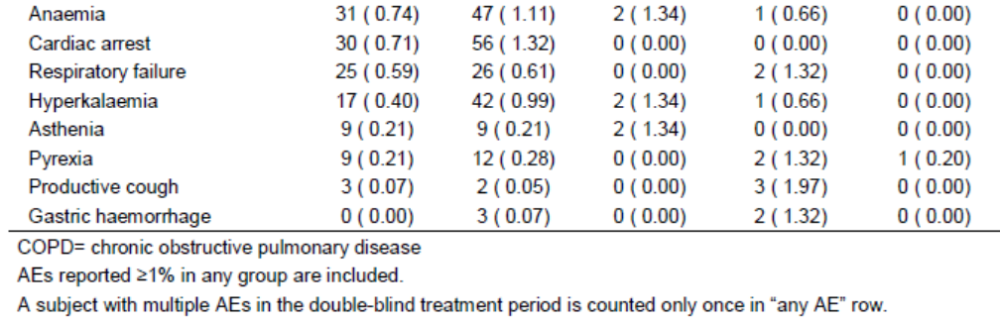 Anaemia 31 ( 0.74) 47 ( 1.11) 2 ( 1.34) 1 ( 0.66) 0 ( 0.00)
Cardiac arrest 30 ( 0.71) 56 ( 1.32) 0 ( 0.00) 0 ( 0.00) 0 ( 0.00)
Respiratory failure 25 ( 0.59) 26 ( 0.61) 0 ( 0.00) 2 ( 1.32) 0 ( 0.00)
Hyperkalaemia 17 ( 0.40) 42 ( 0.99) 2 ( 1.34) 1 ( 0.66) 0 ( 0.00)
Asthenia 9 ( 0.21) 9 ( 0.21) 2 ( 1.34) 0 ( 0.00) 0 ( 0.00)
Pyrexia 9 ( 0.21) 12 ( 0.28) 0 ( 0.00) 2 ( 1.32) 1 ( 0.20)
Productive cough 3 ( 0.07) 2 ( 0.05) 0 ( 0.00) 3 ( 1.97) 0 ( 0.00)
Gastric haemorrhage 0 ( 0.00) 3 ( 0.07) 0 ( 0.00) 2 ( 1.32) 0 ( 0.00)
COPD= chronic obstructive pulmonary disease
AEs reported ≥1% in any group are included.
A subject with multiple AEs in the double-blind treatment period is counted only once in “any AE” row.